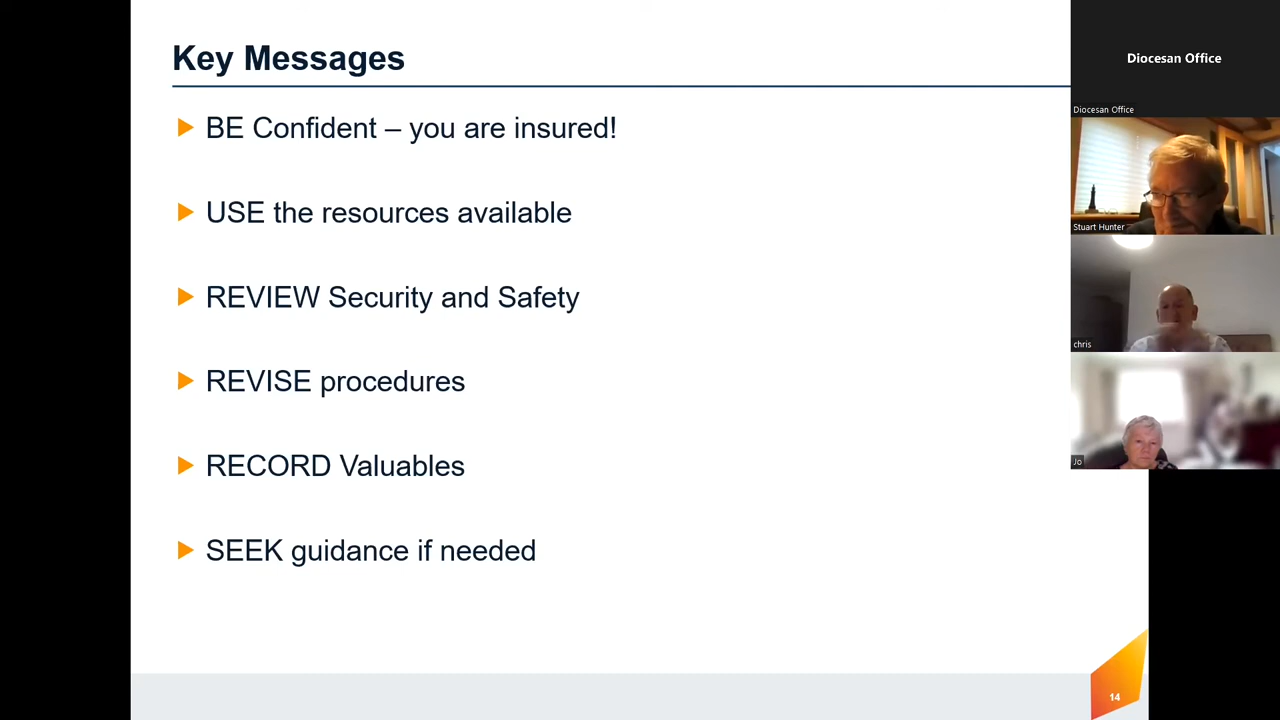 Key Messages
BE Confident – you are insured!
USE the resources available
REVIEW Security and Safety
REVISE procedures
RECORD Valuables
SEEK guidance if needed
14
Diocesan Office
Diocesan Office
Stuart Hunter
chris
Jo